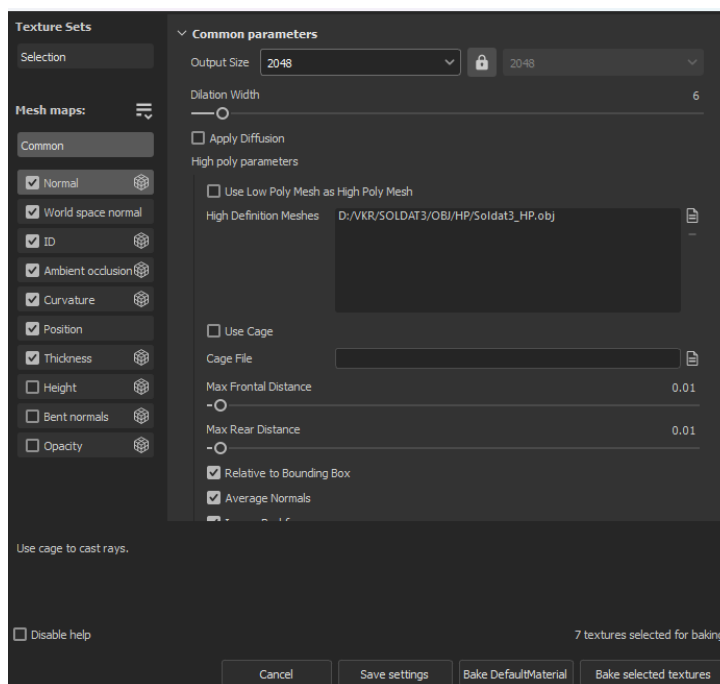 Texture Sets
Selection
Mesh maps:
Common
Normal
World space normal
ID
Ambient occlusion
Curvature
Position
Thickness
Height
Bent normals
Opacity
Common parameters
Output Size 2048 2048
Dilation Width 6
Apply Diffusion
High poly parameters
Use Low Poly Mesh as High Poly Mesh
High Definition Meshes D:/VKR/SOLDAT3/OBJ/HP/Soldat3_HP.obj
Use Cage
Cage File
Max Frontal Distance 0.01
Max Rear Distance 0.01
Relative to Bounding Box
Average Normals
Use cage to cast rays.
Disable help
7 textures selected for baking
Cancel Save settings Bake DefaultMaterial Bake selected textures